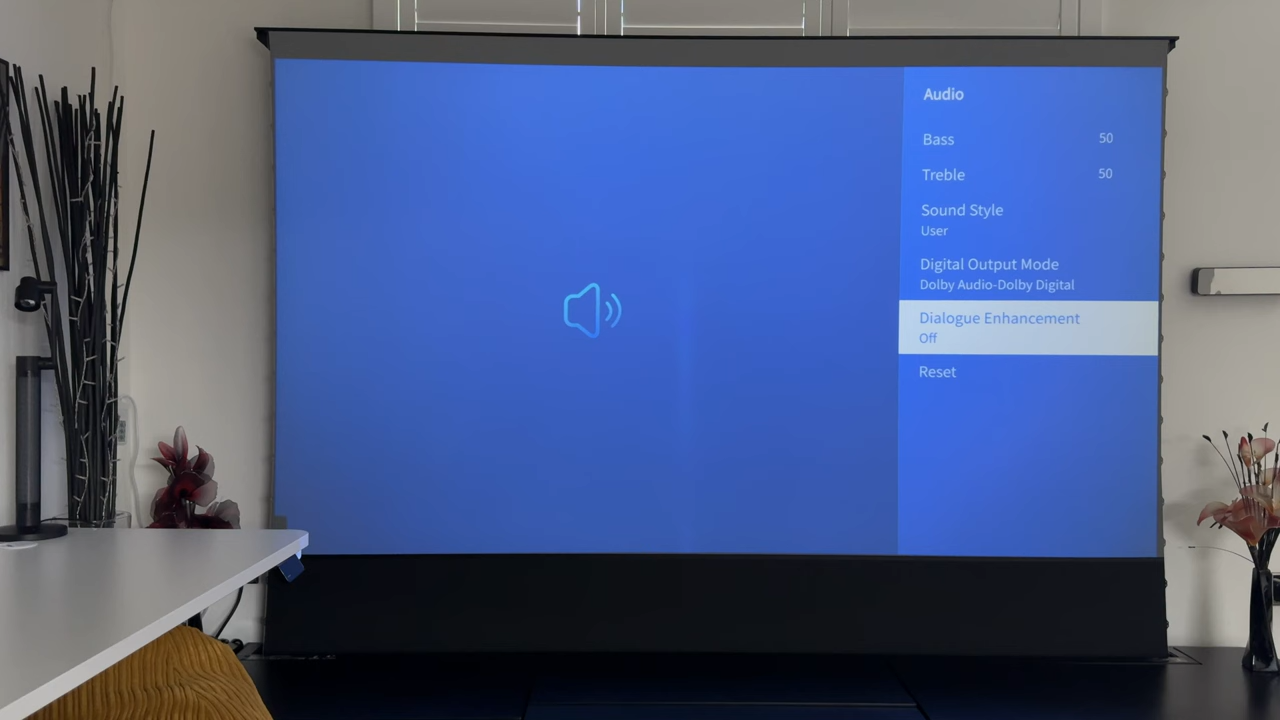 Audio
Bass 50
Treble 50
Sound Style
User
Digital Output Mode
Dolby Audio-Dolby Digital
Dialogue Enhancement
Off
Reset